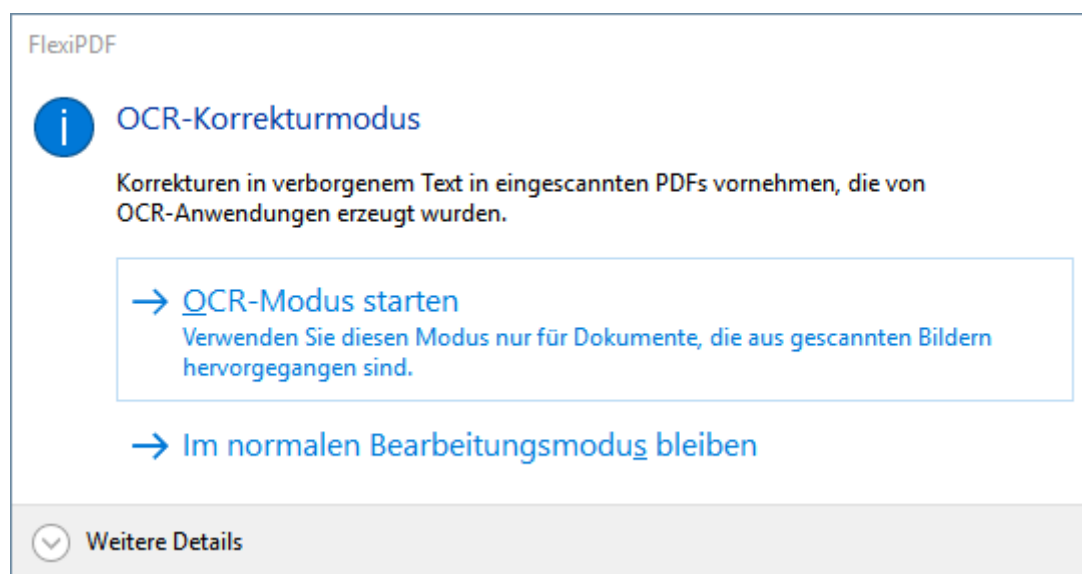 FlexiPDF
OCR-Korrekturmodus
Korrekturen in verborgenem Text in eingescannten PDFs vornehmen, die von
OCR-Anwendungen erzeugt wurden.
OCR-Modus starten
Verwenden Sie diesen Modus nur für Dokumente, die aus gescannten Bildern
hervorgegangen sind.
Im normalen Bearbeitungsmodus bleiben
Weitere Details